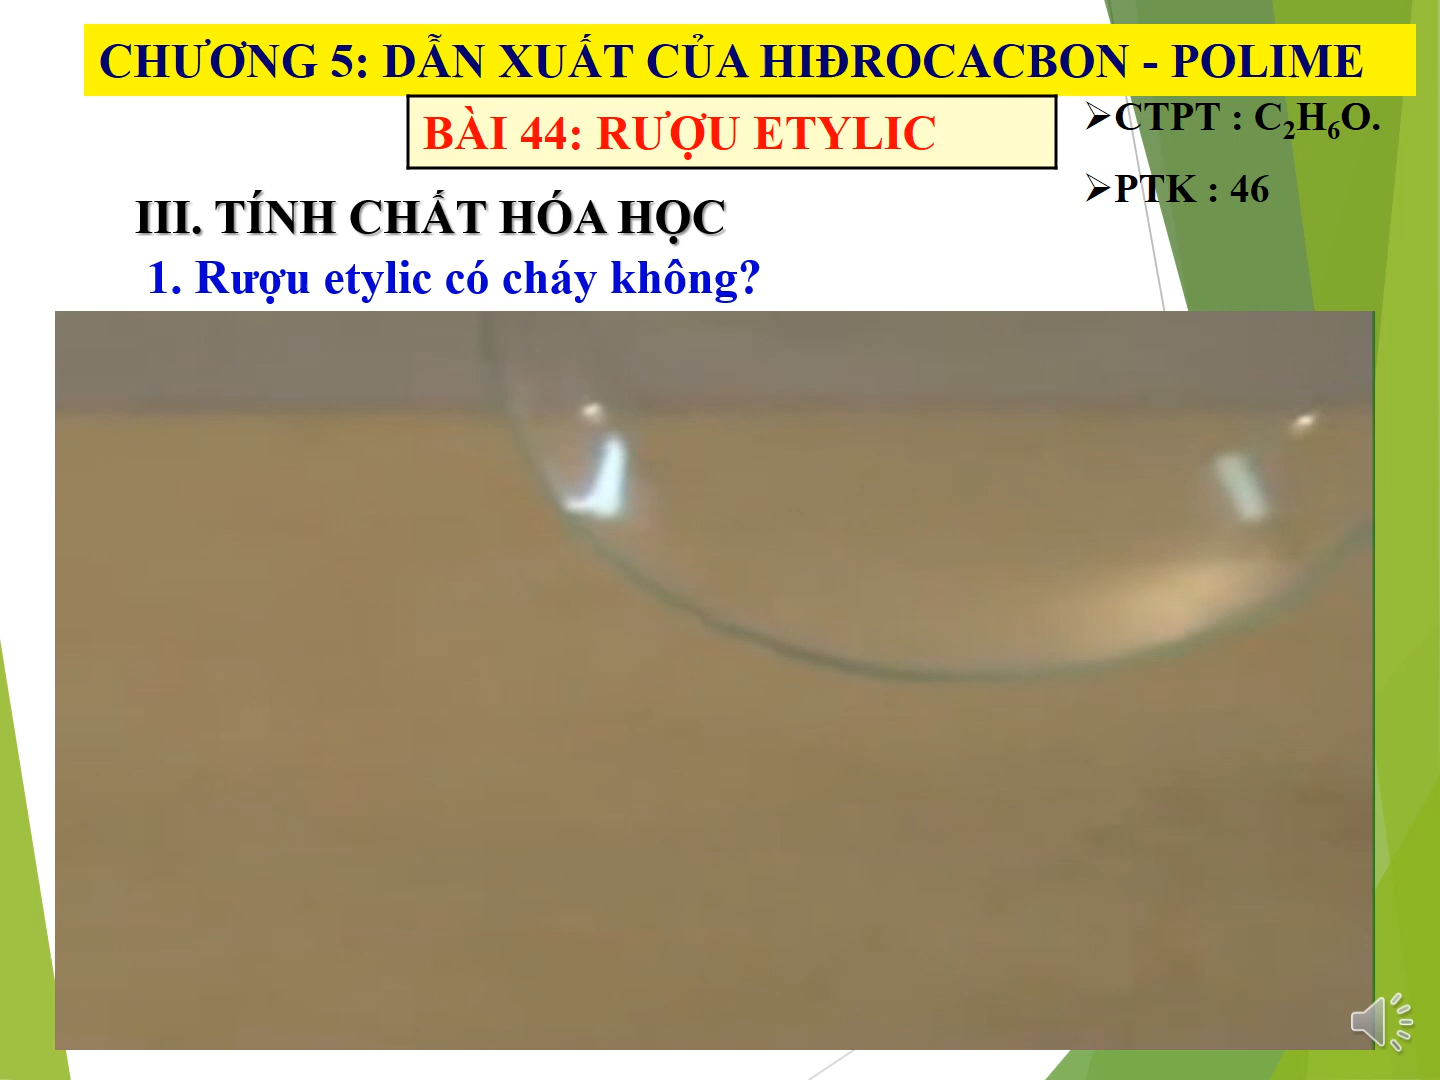 CHƯƠNG 5: DẪN XUẤT CỦA HIĐROCACBON - POLIME
BÀI 44: RƯỢU ETYLIC
➢CTPT : C₂H₆O.
➢PTK : 46
III. TÍNH CHẤT HÓA HỌC
1. Rượu etylic có cháy không?